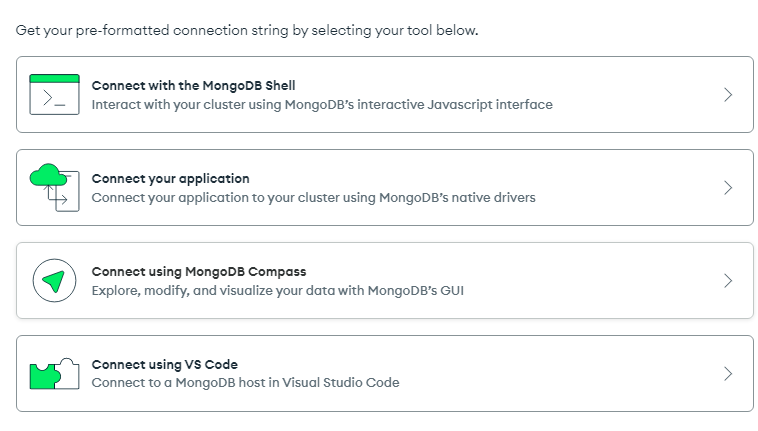 Get your pre-formatted connection string by selecting your tool below.
Connect with the MongoDB Shell
Interact with your cluster using MongoDB's interactive Javascript interface
Connect your application
Connect your application to your cluster using MongoDB's native drivers
Connect using MongoDB Compass
Explore, modify, and visualize your data with MongoDB's GUI
Connect using VS Code
Connect to a MongoDB host in Visual Studio Code